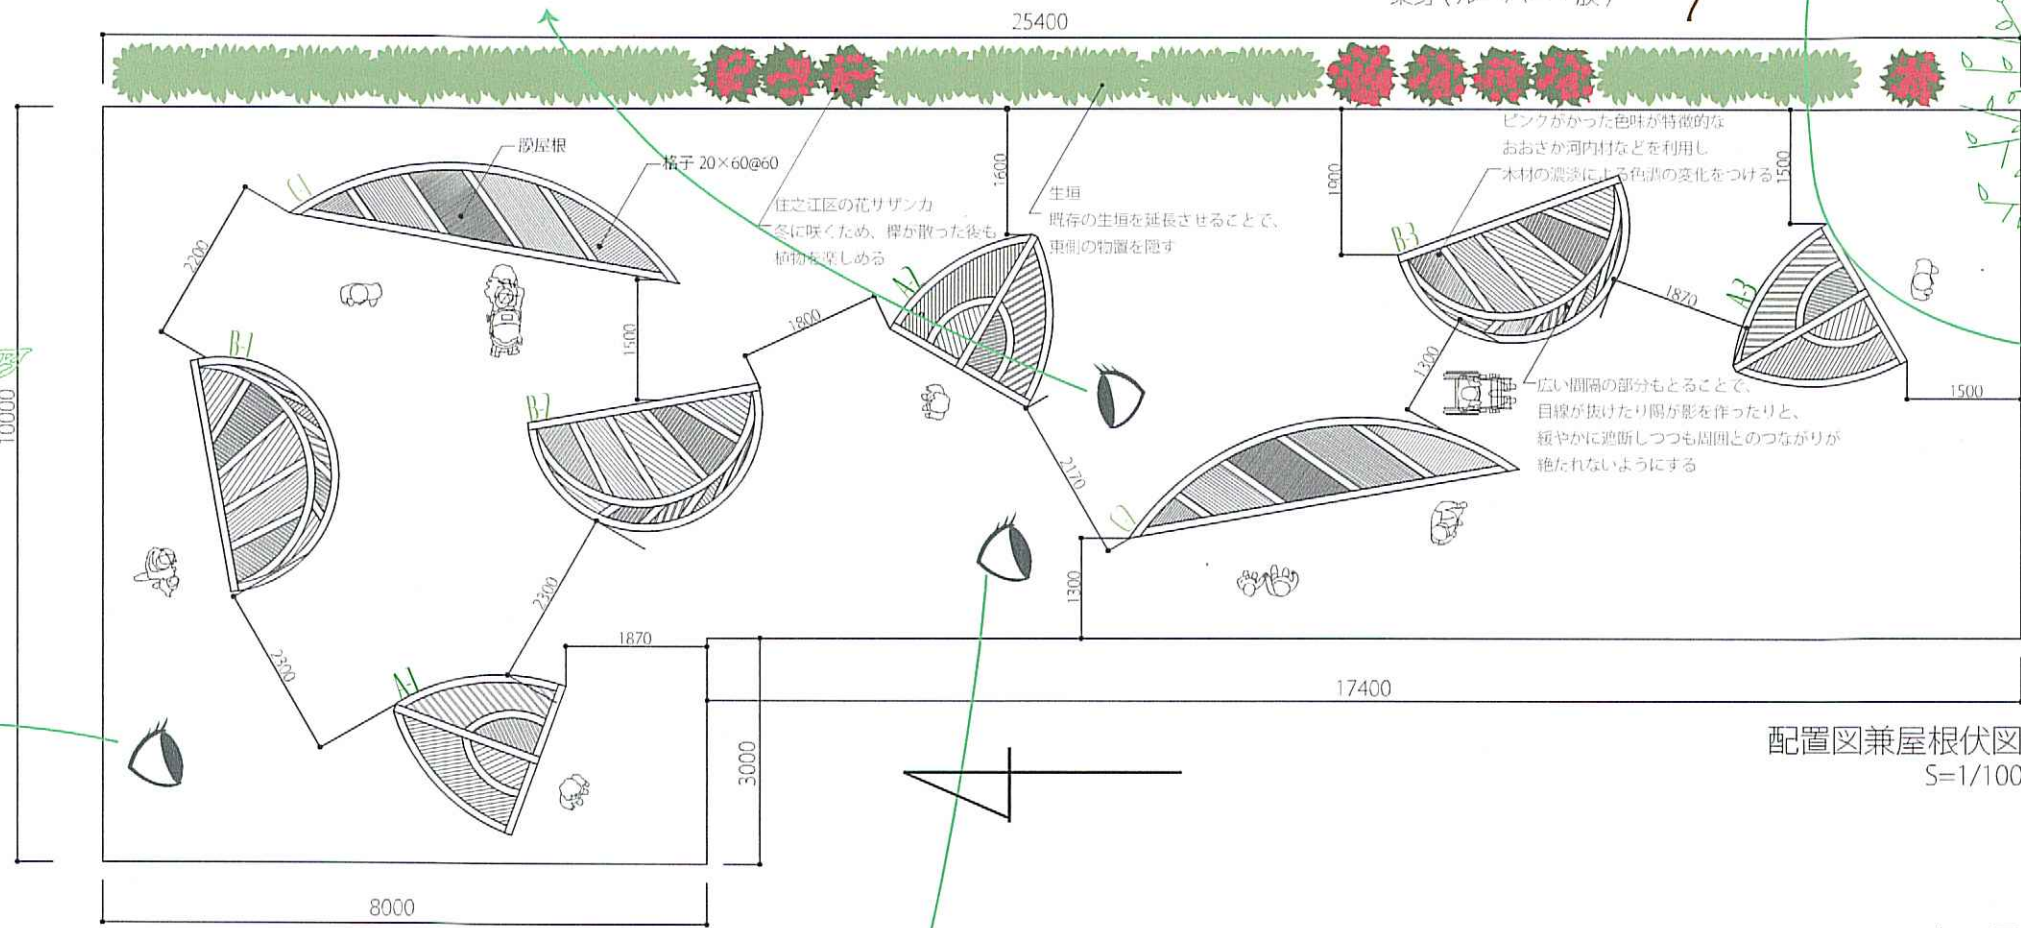 25400
膜屋根
格子 20×60@60
住之江区の花サザンカ
冬に咲くため、欅が散った後も
植物を楽しめる
生垣
既存の生垣を延長させることで、
東側の物置を隠す
ピンクがかった色味が特徴的な
おおさか河内材などを利用し
木材の濃淡による色濃の変化をつける
広い間隔の部分もとることで、
目線が抜けたり陽が影を作ったりと、
緩やかに遮断しつつも周囲とのつながりが
絶たれないようにする
C-1
B-1
B-2
A-1
A-2
B-3
A-3
2200
1500
1800
1600
1900
1500
1870
1300
1500
2170
1300
2300
2300
1870
10000
3000
8000
17400
配置図兼屋根伏図
S=1/100